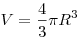 V = \frac{4}{3} \pi R^3